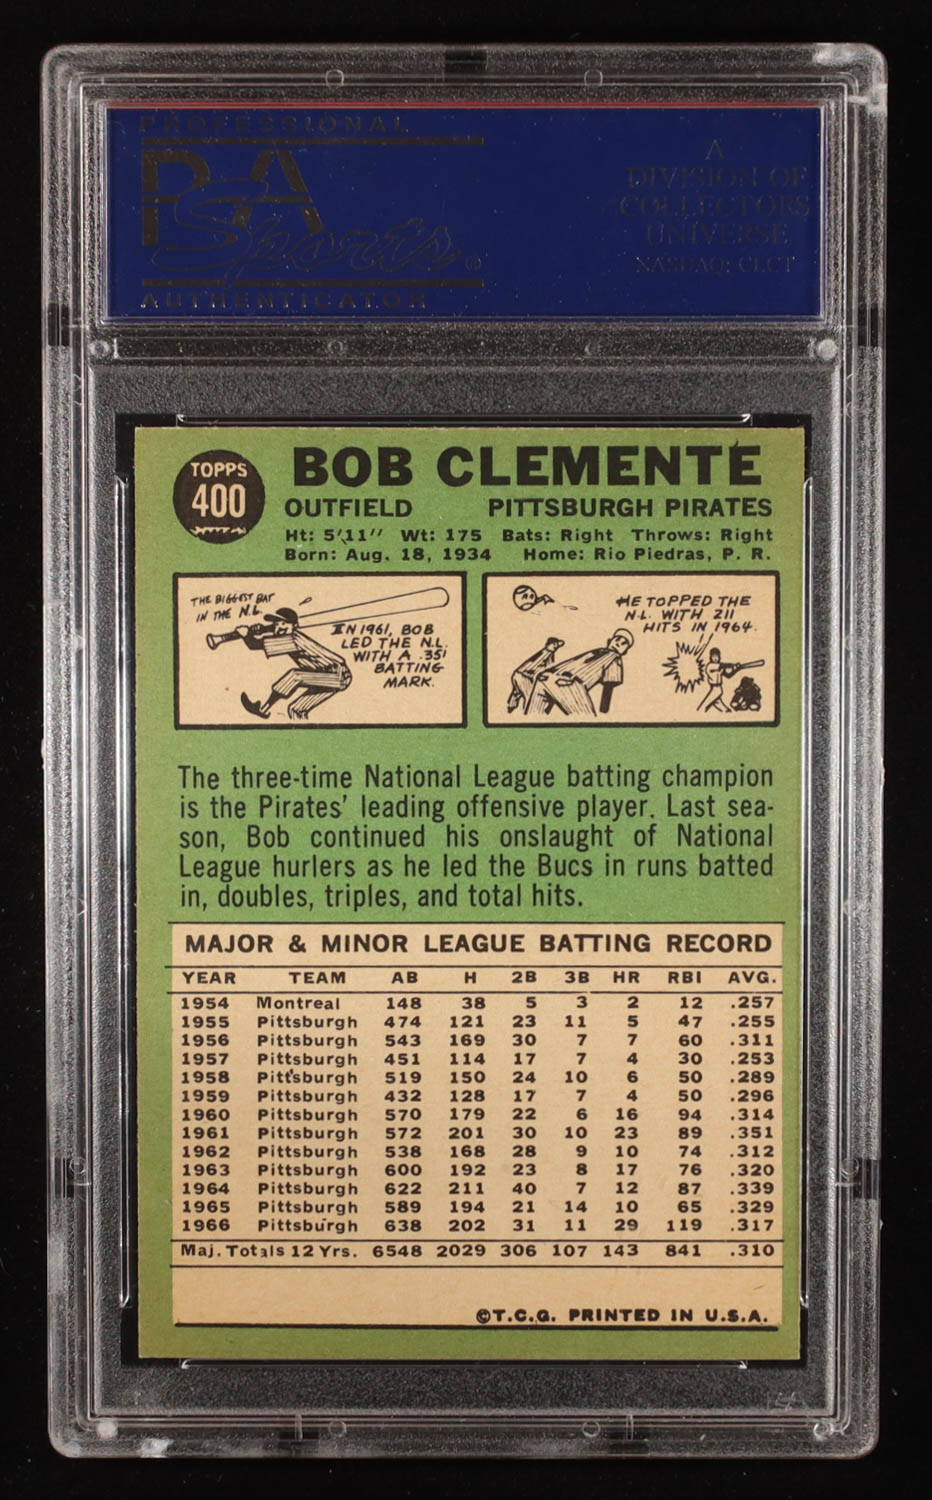 PROFESSIONAL
PSA
Sports®
AUTHENTICATOR
A
DIVISION OF
COLLECTORS
UNIVERSE
NASDAQ: CLCT
TOPPS
400
BOB CLEMENTE
OUTFIELD PITTSBURGH PIRATES
Ht: 5'11" Wt: 175 Bats: Right Throws: Right
Born: Aug. 18, 1934 Home: Rio Piedras, P. R.
THE BIGGEST BAT
IN THE N.L.
IN 1961, BOB
LED THE N.L.
WITH A .351
BATTING
MARK.
HE TOPPED THE
N.L. WITH 211
HITS IN 1964.
The three-time National League batting champion
is the Pirates' leading offensive player. Last sea-
son, Bob continued his onslaught of National
League hurlers as he led the Bucs in runs batted
in, doubles, triples, and total hits.
MAJOR & MINOR LEAGUE BATTING RECORD
YEAR TEAM AB H 2B 3B HR RBI AVG.
1954 Montreal 148 38 5 3 2 12 .257
1955 Pittsburgh 474 121 23 11 5 47 .255
1956 Pittsburgh 543 169 30 7 7 60 .311
1957 Pittsburgh 451 114 17 7 4 30 .253
1958 Pittsburgh 519 150 24 10 6 50 .289
1959 Pittsburgh 432 128 17 7 4 50 .296
1960 Pittsburgh 570 179 22 6 16 94 .314
1961 Pittsburgh 572 201 30 10 23 89 .351
1962 Pittsburgh 538 168 28 9 10 74 .312
1963 Pittsburgh 600 192 23 8 17 76 .320
1964 Pittsburgh 622 211 40 7 12 87 .339
1965 Pittsburgh 589 194 21 14 10 65 .329
1966 Pittsburgh 638 202 31 11 29 119 .317
Maj. Totals 12 Yrs. 6548 2029 306 107 143 841 .310
©T.C.G. PRINTED IN U.S.A.